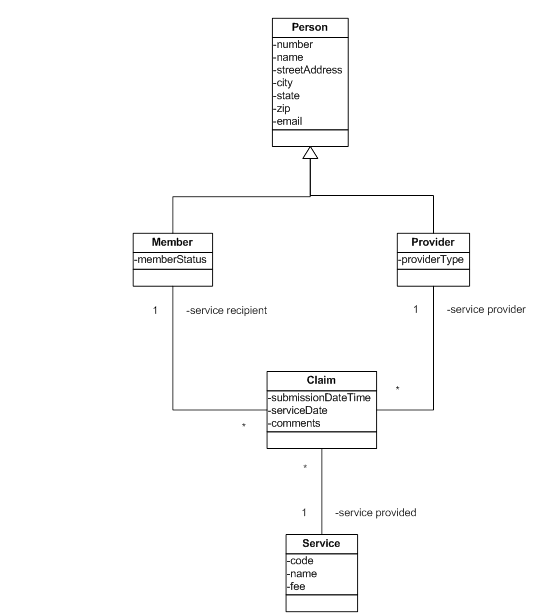 Person
-number
-name
-streetAddress
-city
-state
-zip
-email
Member
-memberStatus
Provider
-providerType
1
-service recipient
1
-service provider
Claim
-submissionDateTime
-serviceDate
-comments
*
*
*
1
-service provided
Service
-code
-name
-fee